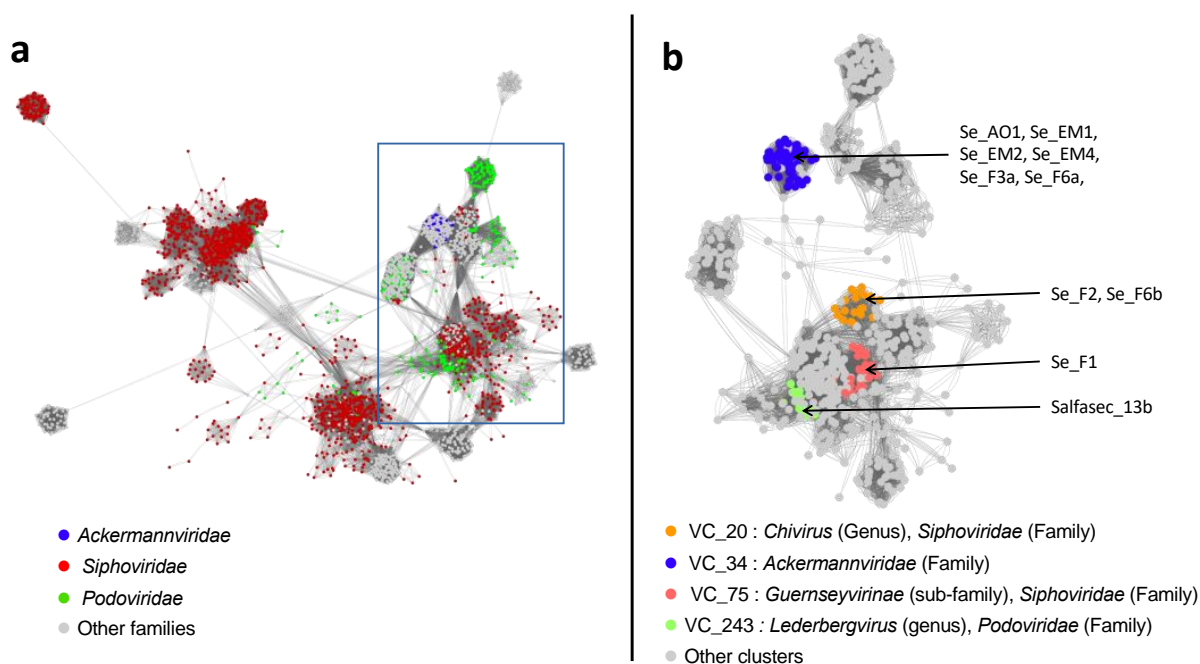 a
Ackermannviridae
Siphoviridae
Podoviridae
Other families
b
Se_AO1, Se_EM1,
Se_EM2, Se_EM4,
Se_F3a, Se_F6a,
Se_F2, Se_F6b
Se_F1
Salfasec_13b
VC_20 : Chivirus (Genus), Siphoviridae (Family)
VC_34 : Ackermannviridae (Family)
VC_75 : Guernseyvirinae (sub-family), Siphoviridae (Family)
VC_243 : Lederbergvirus (genus), Podoviridae (Family)
Other clusters